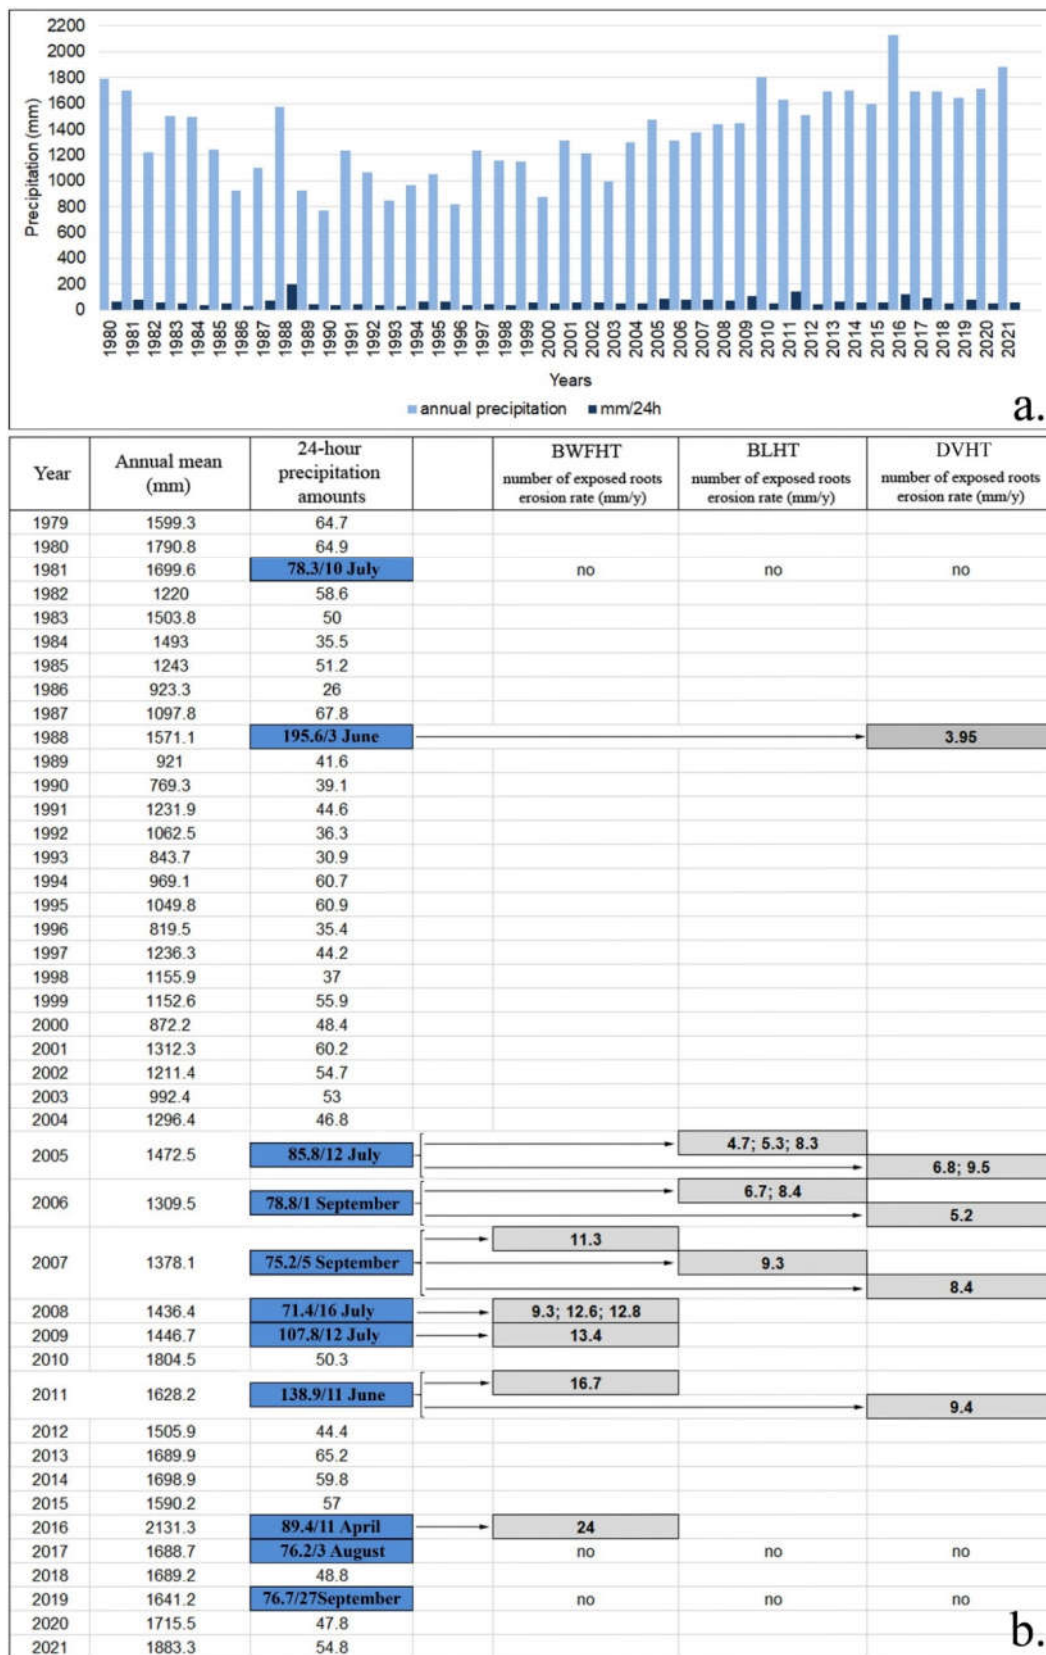 2200
2000
1800
1600
1400
1200
1000
800
600
400
200
0
Precipitation (mm)
1980 1981 1982 1983 1984 1985 1986 1987 1988 1989 1990 1991 1992 1993 1994 1995 1996 1997 1998 1999 2000 2001 2002 2003 2004 2005 2006 2007 2008 2009 2010 2011 2012 2013 2014 2015 2016 2017 2018 2019 2020 2021
Years
annual precipitation mm/24h
a.
Year Annual mean (mm) 24-hour precipitation amounts BWFHT number of exposed roots erosion rate (mm/y) BLHT number of exposed roots erosion rate (mm/y) DVHT number of exposed roots erosion rate (mm/y)
1979 1599.3 64.7
1980 1790.8 64.9
1981 1699.6 78.3/10 July no no no
1982 1220 58.6
1983 1503.8 50
1984 1493 35.5
1985 1243 51.2
1986 923.3 26
1987 1097.8 67.8
1988 1571.1 195.6/3 June 3.95
1989 921 41.6
1990 769.3 39.1
1991 1231.9 44.6
1992 1062.5 36.3
1993 843.7 30.9
1994 969.1 60.7
1995 1049.8 60.9
1996 819.5 35.4
1997 1236.3 44.2
1998 1155.9 37
1999 1152.6 55.9
2000 872.2 48.4
2001 1312.3 60.2
2002 1211.4 54.7
2003 992.4 53
2004 1296.4 46.8
2005 1472.5 85.8/12 July 4.7; 5.3; 8.3
6.8; 9.5
2006 1309.5 78.8/1 September 6.7; 8.4
5.2
2007 1378.1 75.2/5 September 11.3
9.3
8.4
2008 1436.4 71.4/16 July 9.3; 12.6; 12.8
2009 1446.7 107.8/12 July 13.4
2010 1804.5 50.3
2011 1628.2 138.9/11 June 16.7
9.4
2012 1505.9 44.4
2013 1689.9 65.2
2014 1698.9 59.8
2015 1590.2 57
2016 2131.3 89.4/11 April 24
2017 1688.7 76.2/3 August no no no
2018 1689.2 48.8
2019 1641.2 76.7/27September no no no
2020 1715.5 47.8
2021 1883.3 54.8
b.